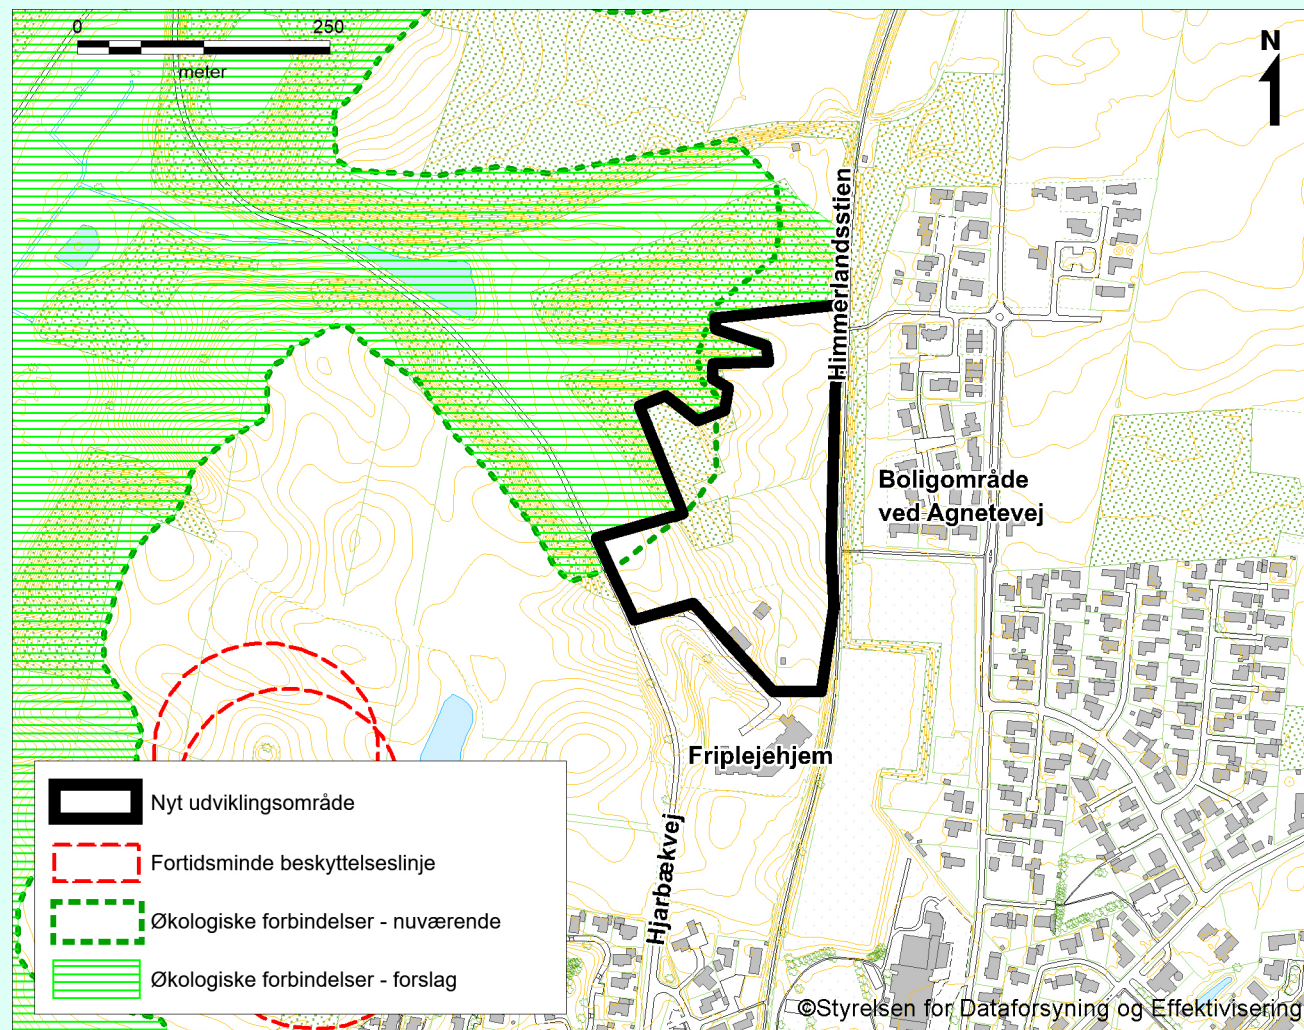 0 250
meter
N
Himmerlandsstien
Boligområde
ved Agnetevej
Friplejehjem
Hjarbækvej
Nyt udviklingsområde
Fortidsminde beskyttelseslinje
Økologiske forbindelser - nuværende
Økologiske forbindelser - forslag
©Styrelsen for Dataforsyning og Effektivisering